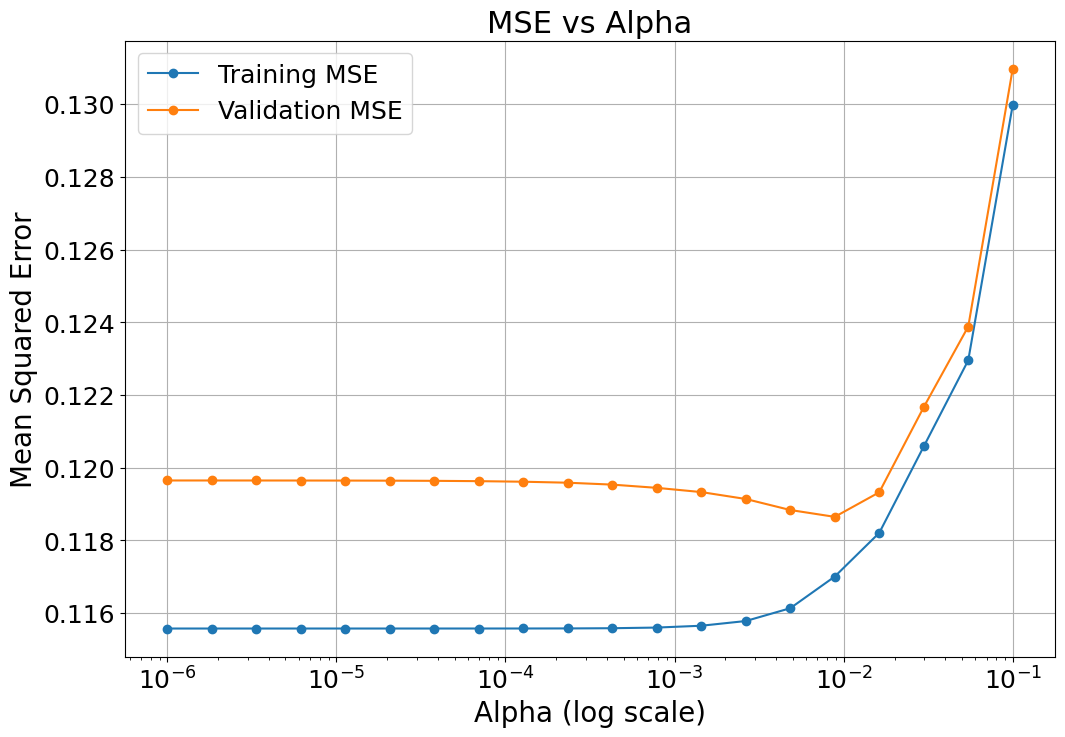 MSE vs Alpha
Training MSE
Validation MSE
0.130
0.128
0.126
0.124
0.122
0.120
0.118
0.116
Mean Squared Error
10⁻⁶ 10⁻⁵ 10⁻⁴ 10⁻³ 10⁻² 10⁻¹
Alpha (log scale)